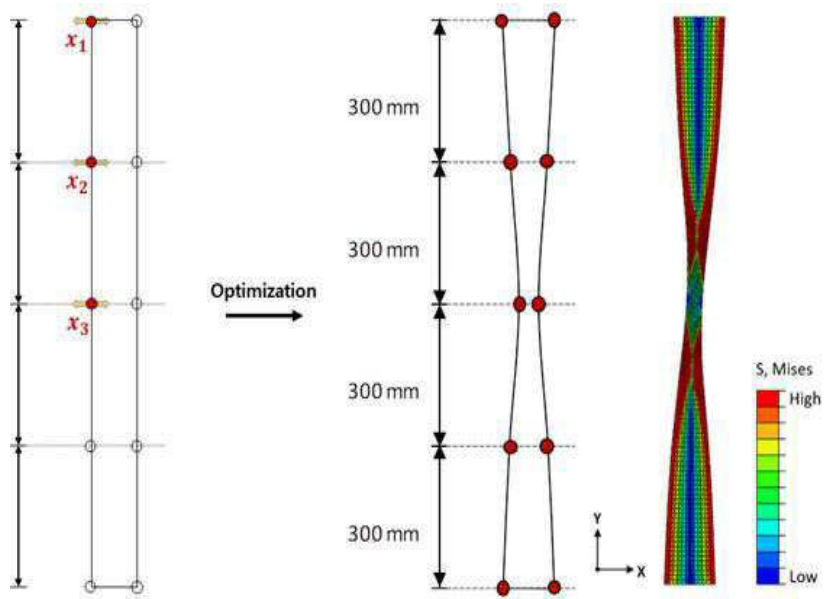 x₁
x₂
x₃
Optimization
300 mm
300 mm
300 mm
300 mm
Y
X
S, Mises
High
Low